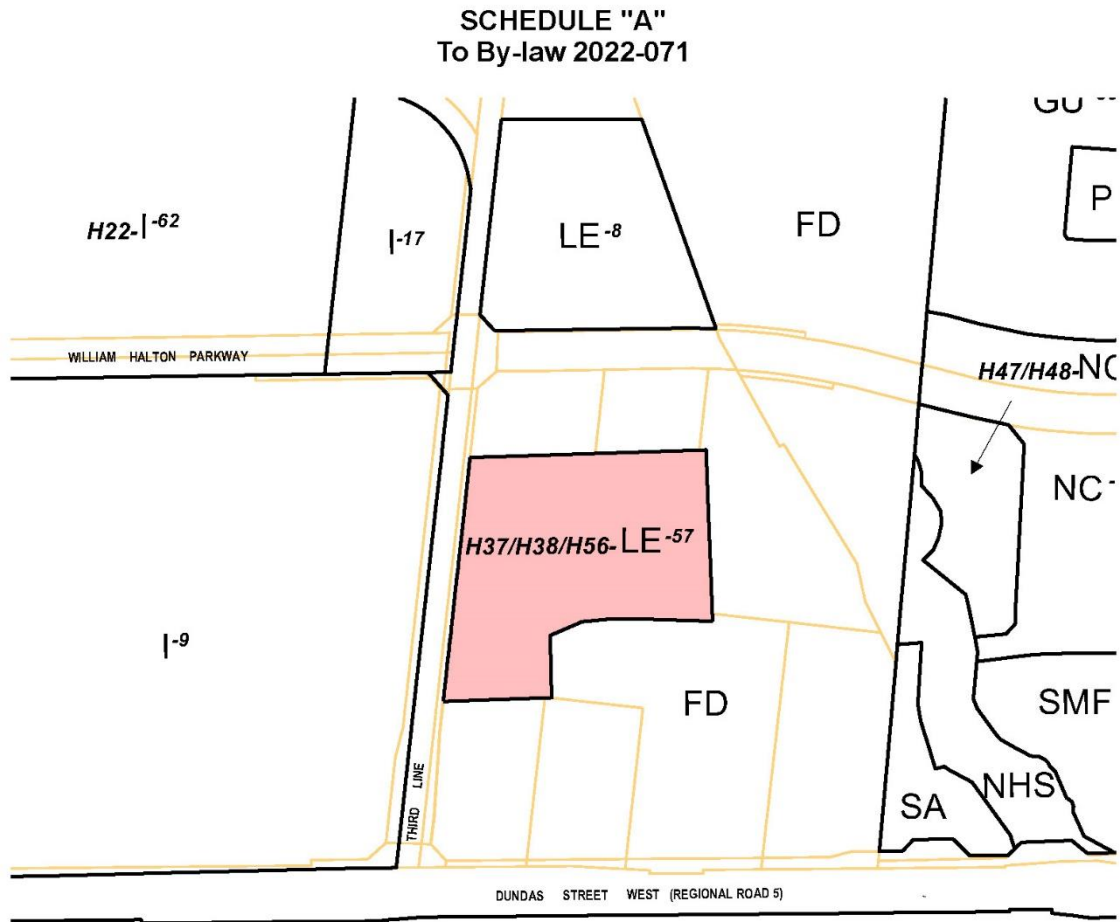 SCHEDULE "A"
To By-law 2022-071
GU
P
H22-I -62
I-17
LE -8
FD
WILLIAM HALTON PARKWAY
H47/H48-NC
NC -
H37/H38/H56-LE -57
I-9
FD
SMF
THIRD LINE
NHS
SA
DUNDAS STREET WEST (REGIONAL ROAD 5)